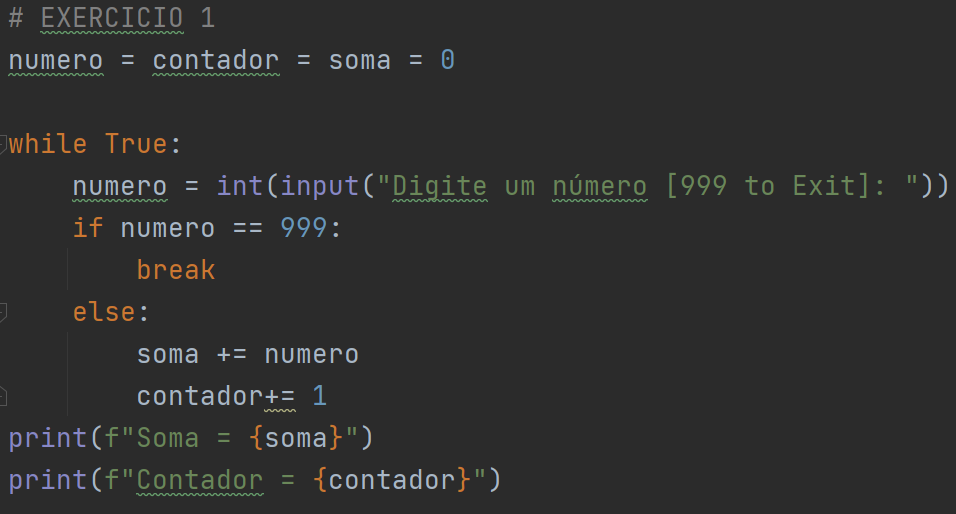 # EXERCICIO 1
numero = contador = soma = 0
while True:
    numero = int(input("Digite um número [999 to Exit]: "))
    if numero == 999:
        break
    else:
        soma += numero
        contador+= 1
print(f"Soma = {soma}")
print(f"Contador = {contador}")